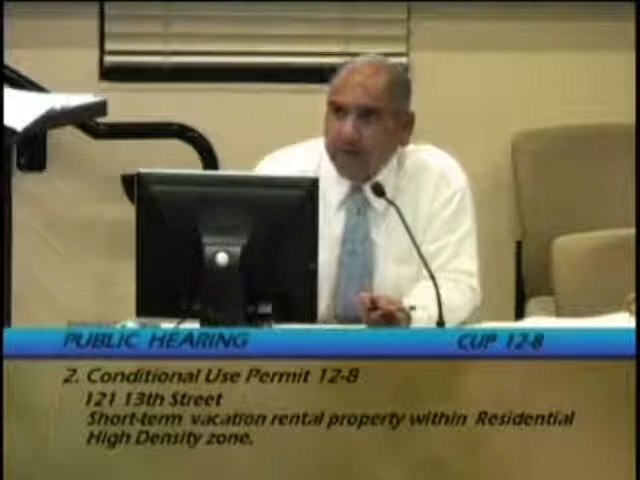 PUBLIC HEARING CUP 12-8
2. Conditional Use Permit 12-8
121 13th Street
Short-term vacation rental property within Residential
High Density zone.